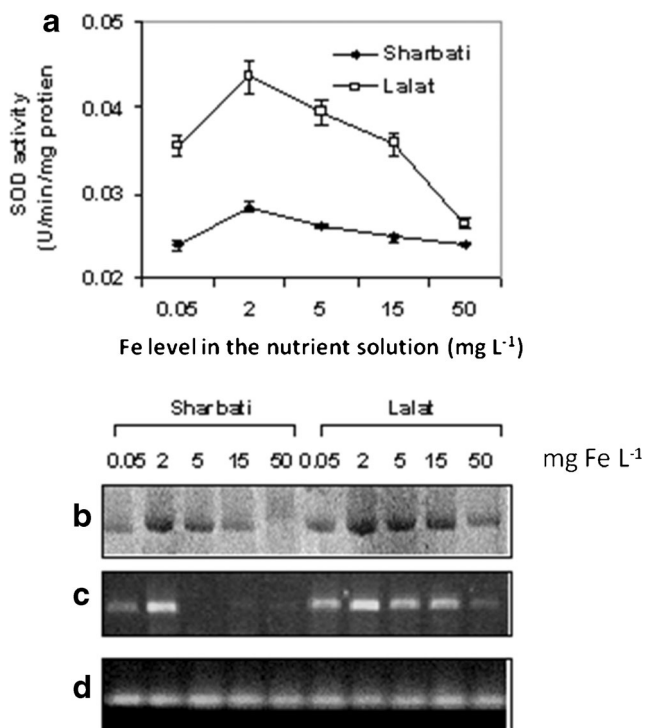 a
0.05
0.04
0.03
0.02
SOD activity
(U/min/mg protien
Sharbati
Lalat
0.05 2 5 15 50
Fe level in the nutrient solution (mg L-1)
Sharbati Lalat
0.05 2 5 15 50 0.05 2 5 15 50 mg Fe L-1
b
c
d